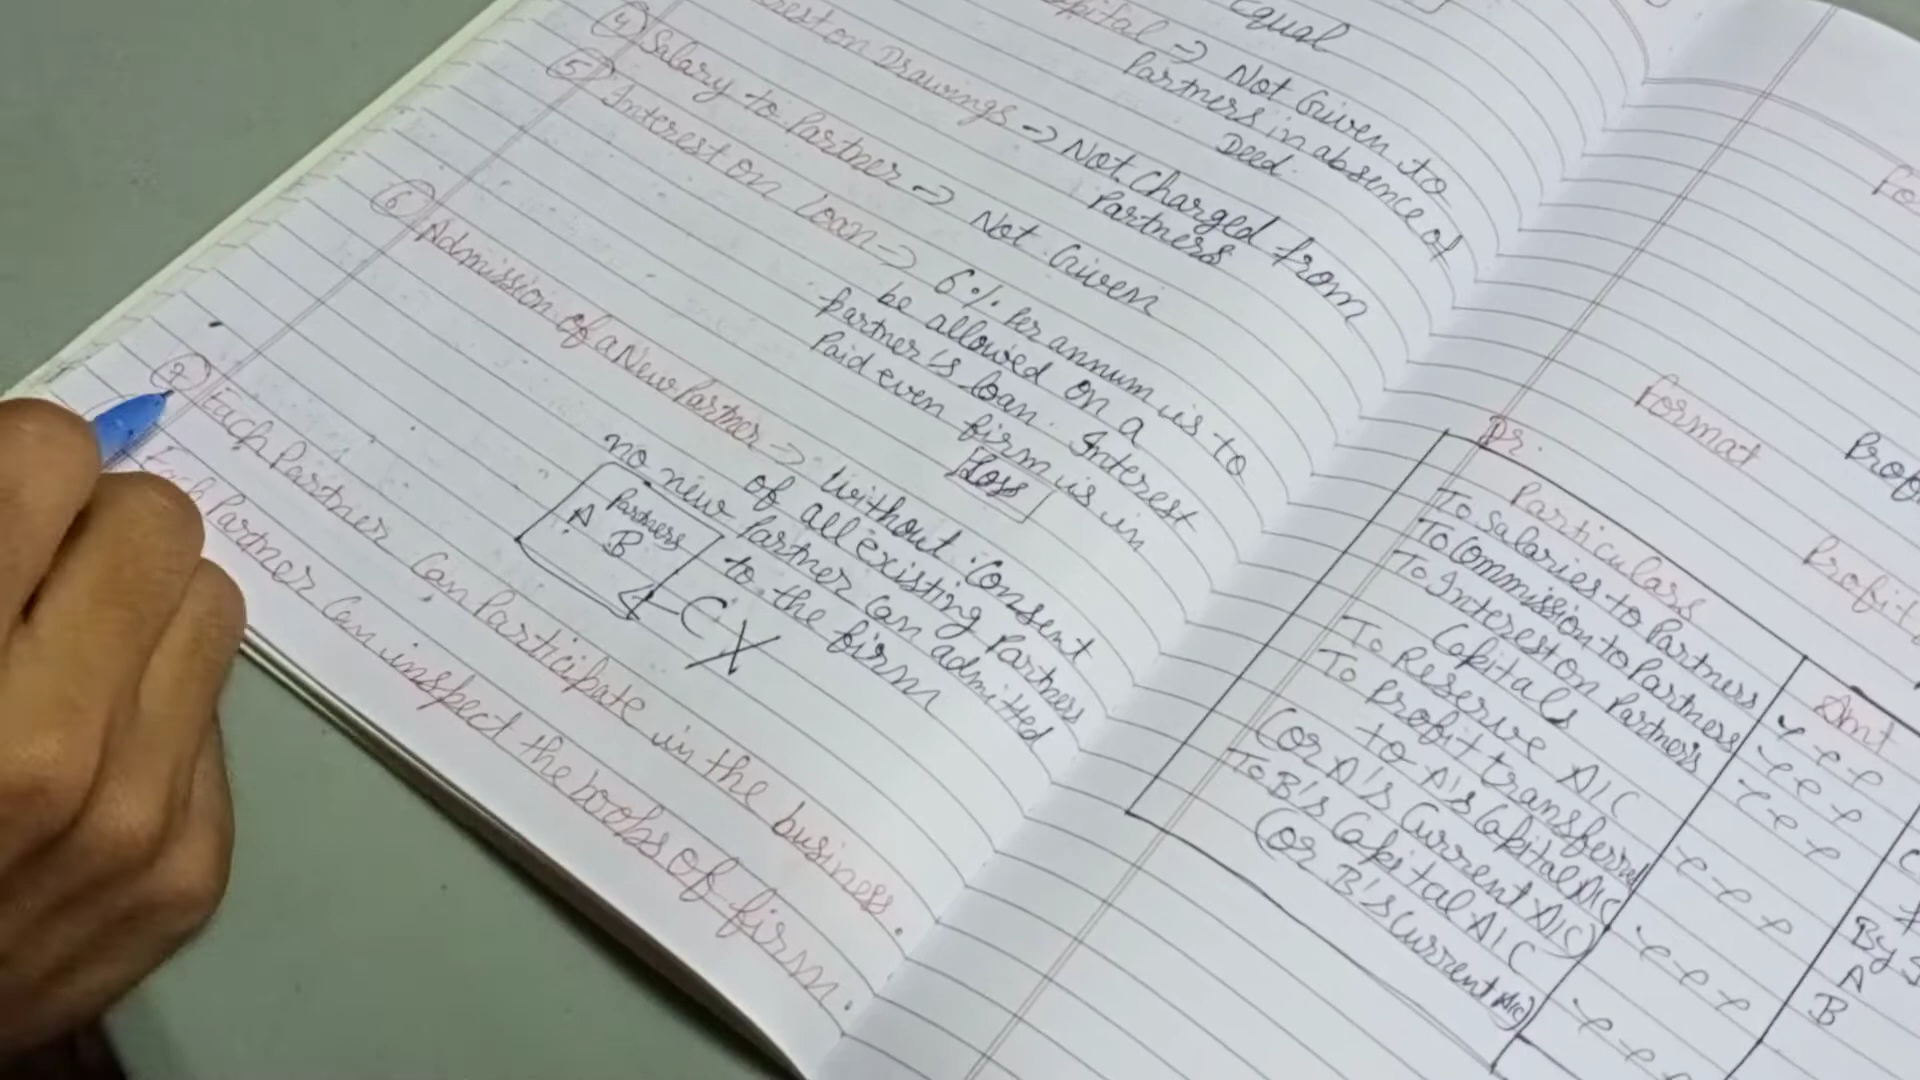 Equal
Capital => Not Given to
Partners in absence of
Deed.
Interest on Drawings -> Not Charged from
Partners
④ Salary to Partner => Not Given
⑤ Interest on Loan -> 6% Per annum is to
be allowed on a
Partner's loan. Interest
Paid even firm is in
Loss
⑥ Admission of a New Partner -> Without Consent
of all existing Partners
no new Partner can admitted
to the firm
Partners
A B
C X
⑦ Each Partner Can Participate in the business.
Each Partner Can inspect the books of firm.
Format
Dr.
Particulars
Amt
To Salaries to Partners
To Commission to Partners
To Interest on Partners
Capitals
To Reserve A/C
To Profit transferred
to A's Capital A/C
(or A's Current A/C)
To B's Capital A/C
(or B's Current A/C)
By
A
B